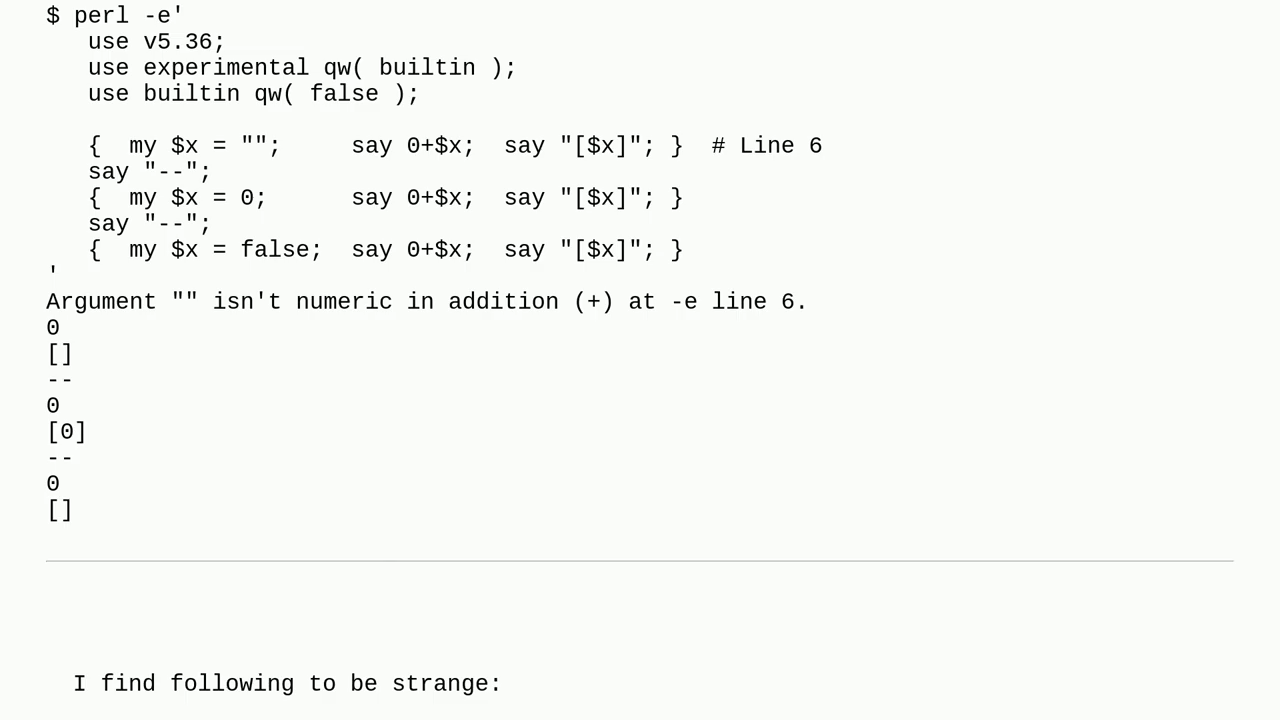 $ perl -e'
   use v5.36;
   use experimental qw( builtin );
   use builtin qw( false );

   {  my $x = "";     say 0+$x;  say "[$x]"; }  # Line 6
   say "--";
   {  my $x = 0;      say 0+$x;  say "[$x]"; }
   say "--";
   {  my $x = false;  say 0+$x;  say "[$x]"; }
'
Argument "" isn't numeric in addition (+) at -e line 6.
0
[]
--
0
[0]
--
0
[]
I find following to be strange: